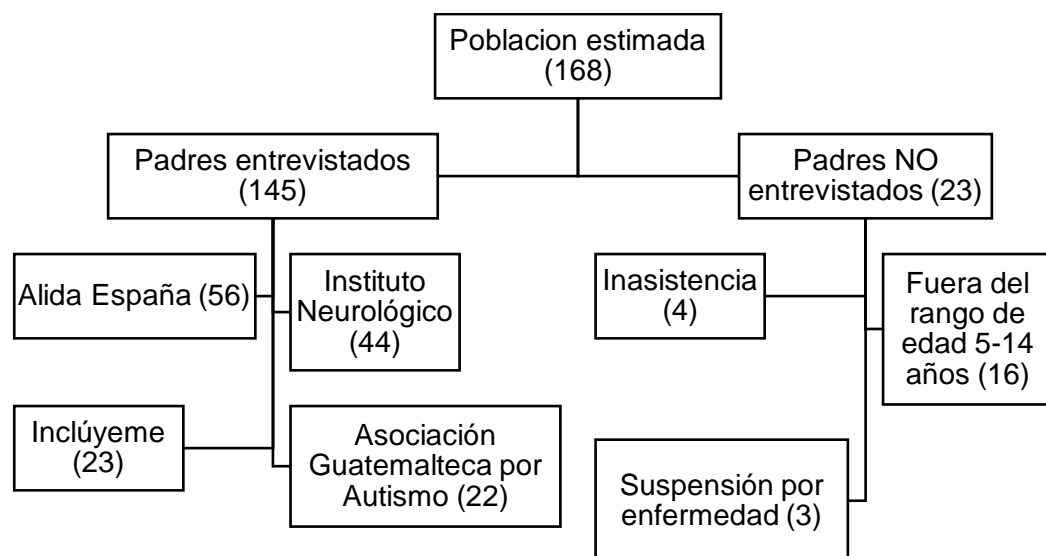 Poblacion estimada
(168)
Padres entrevistados
(145)
Padres NO
entrevistados (23)
Alida España (56)
Instituto
Neurológico
(44)
Inasistencia
(4)
Fuera del
rango de
edad 5-14
años (16)
Inclúyeme
(23)
Asociación
Guatemalteca por
Autismo (22)
Suspensión por
enfermedad (3)